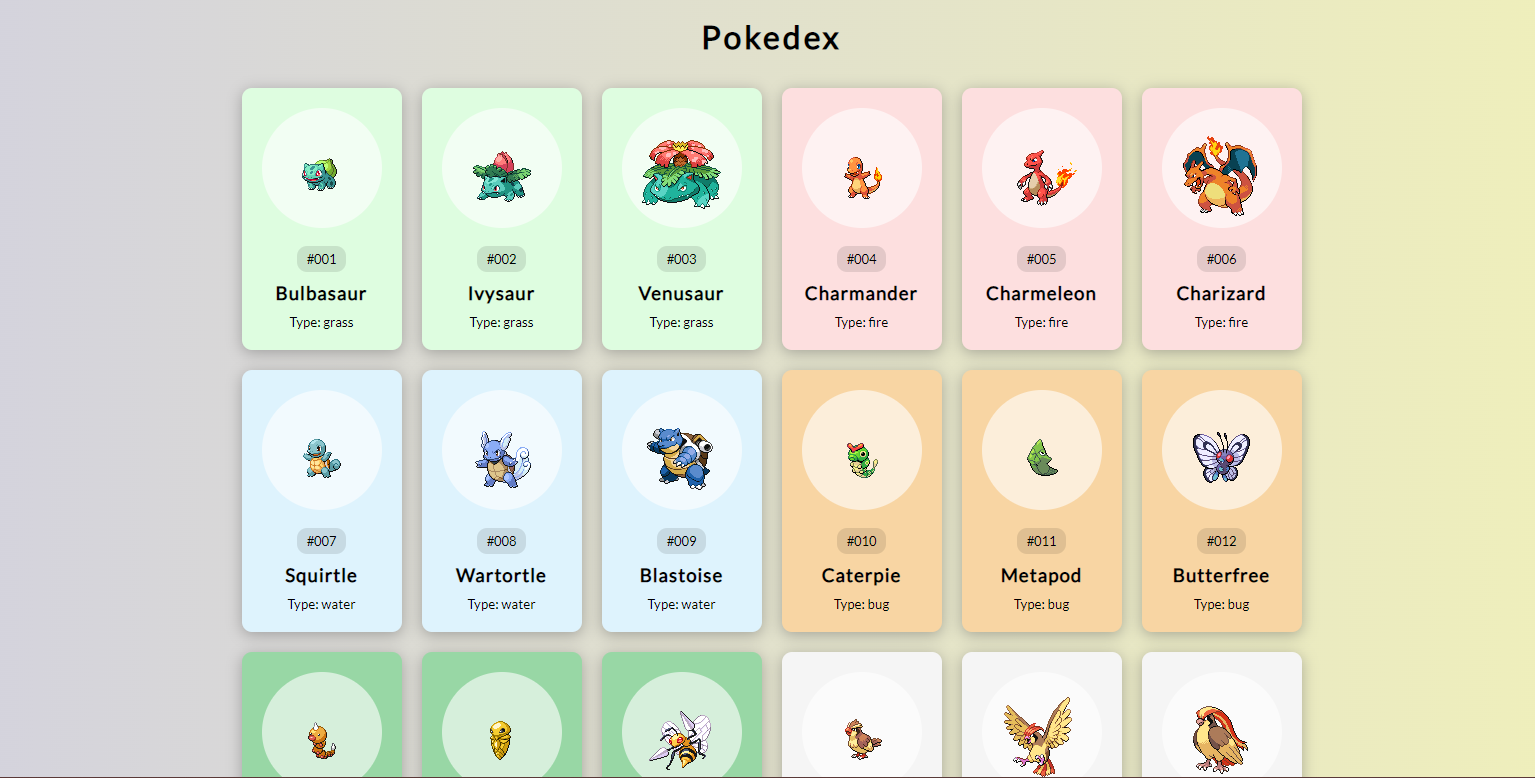 Pokedex
#001
Bulbasaur
Type: grass
#002
Ivysaur
Type: grass
#003
Venusaur
Type: grass
#004
Charmander
Type: fire
#005
Charmeleon
Type: fire
#006
Charizard
Type: fire
#007
Squirtle
Type: water
#008
Wartortle
Type: water
#009
Blastoise
Type: water
#010
Caterpie
Type: bug
#011
Metapod
Type: bug
#012
Butterfree
Type: bug